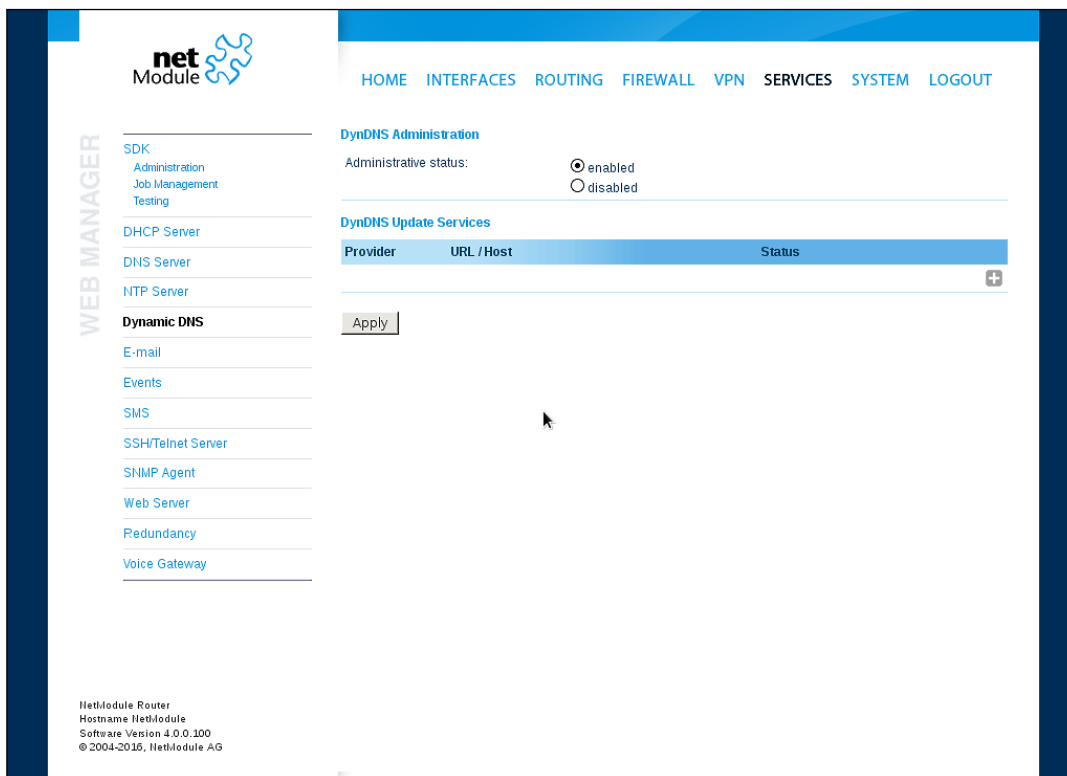 net
Module
HOME INTERFACES ROUTING FIREWALL VPN SERVICES SYSTEM LOGOUT
WEB MANAGER
SDK
Administration
Job Management
Testing
DHCP Server
DNS Server
NTP Server
Dynamic DNS
E-mail
Events
SMS
SSH/Telnet Server
SNMP Agent
Web Server
Redundancy
Voice Gateway
DynDNS Administration
Administrative status:
enabled
disabled
DynDNS Update Services
Provider URL / Host Status
Apply
NetModule Router
Hostname NetModule
Software Version 4.0.0.100
© 2004-2016, NetModule AG